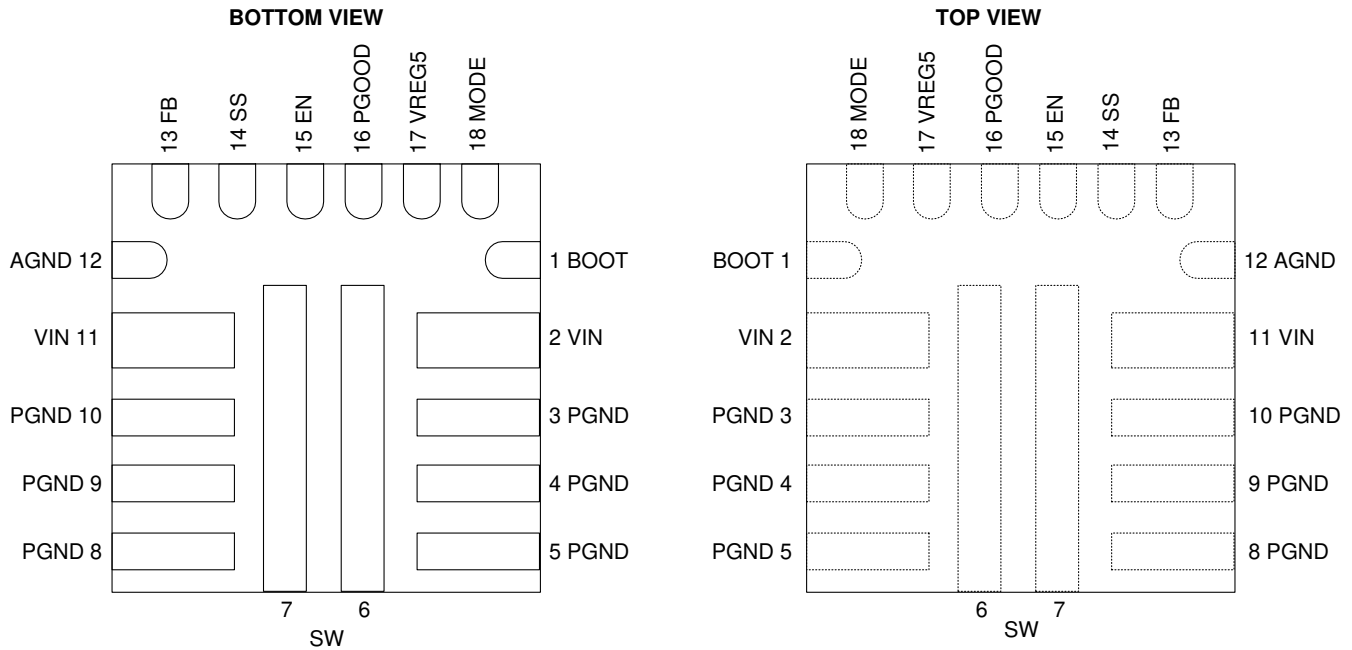 BOTTOM VIEW
13 FB
14 SS
15 EN
16 PGOOD
17 VREG5
18 MODE
AGND 12
1 BOOT
VIN 11
2 VIN
PGND 10
3 PGND
PGND 9
4 PGND
PGND 8
5 PGND
7
6
SW
TOP VIEW
18 MODE
17 VREG5
16 PGOOD
15 EN
14 SS
13 FB
BOOT 1
12 AGND
VIN 2
11 VIN
PGND 3
10 PGND
PGND 4
9 PGND
PGND 5
8 PGND
6
7
SW